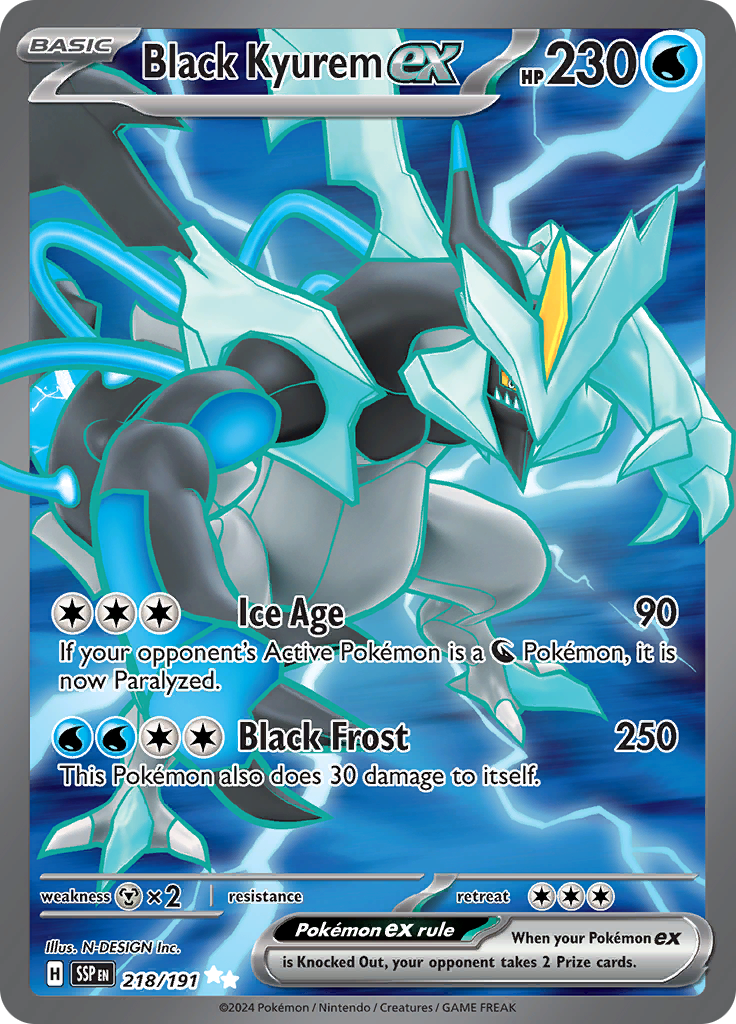 BASIC
Black Kyurem ex
HP 230
Ice Age 90
If your opponent's Active Pokémon is a Pokémon, it is
now Paralyzed.
Black Frost 250
This Pokémon also does 30 damage to itself.
weakness ×2 resistance retreat
Pokémon ex rule
When your Pokémon ex
is Knocked Out, your opponent takes 2 Prize cards.
Illus. N-DESIGN Inc.
H SSP EN 218/191
©2024 Pokémon / Nintendo / Creatures / GAME FREAK